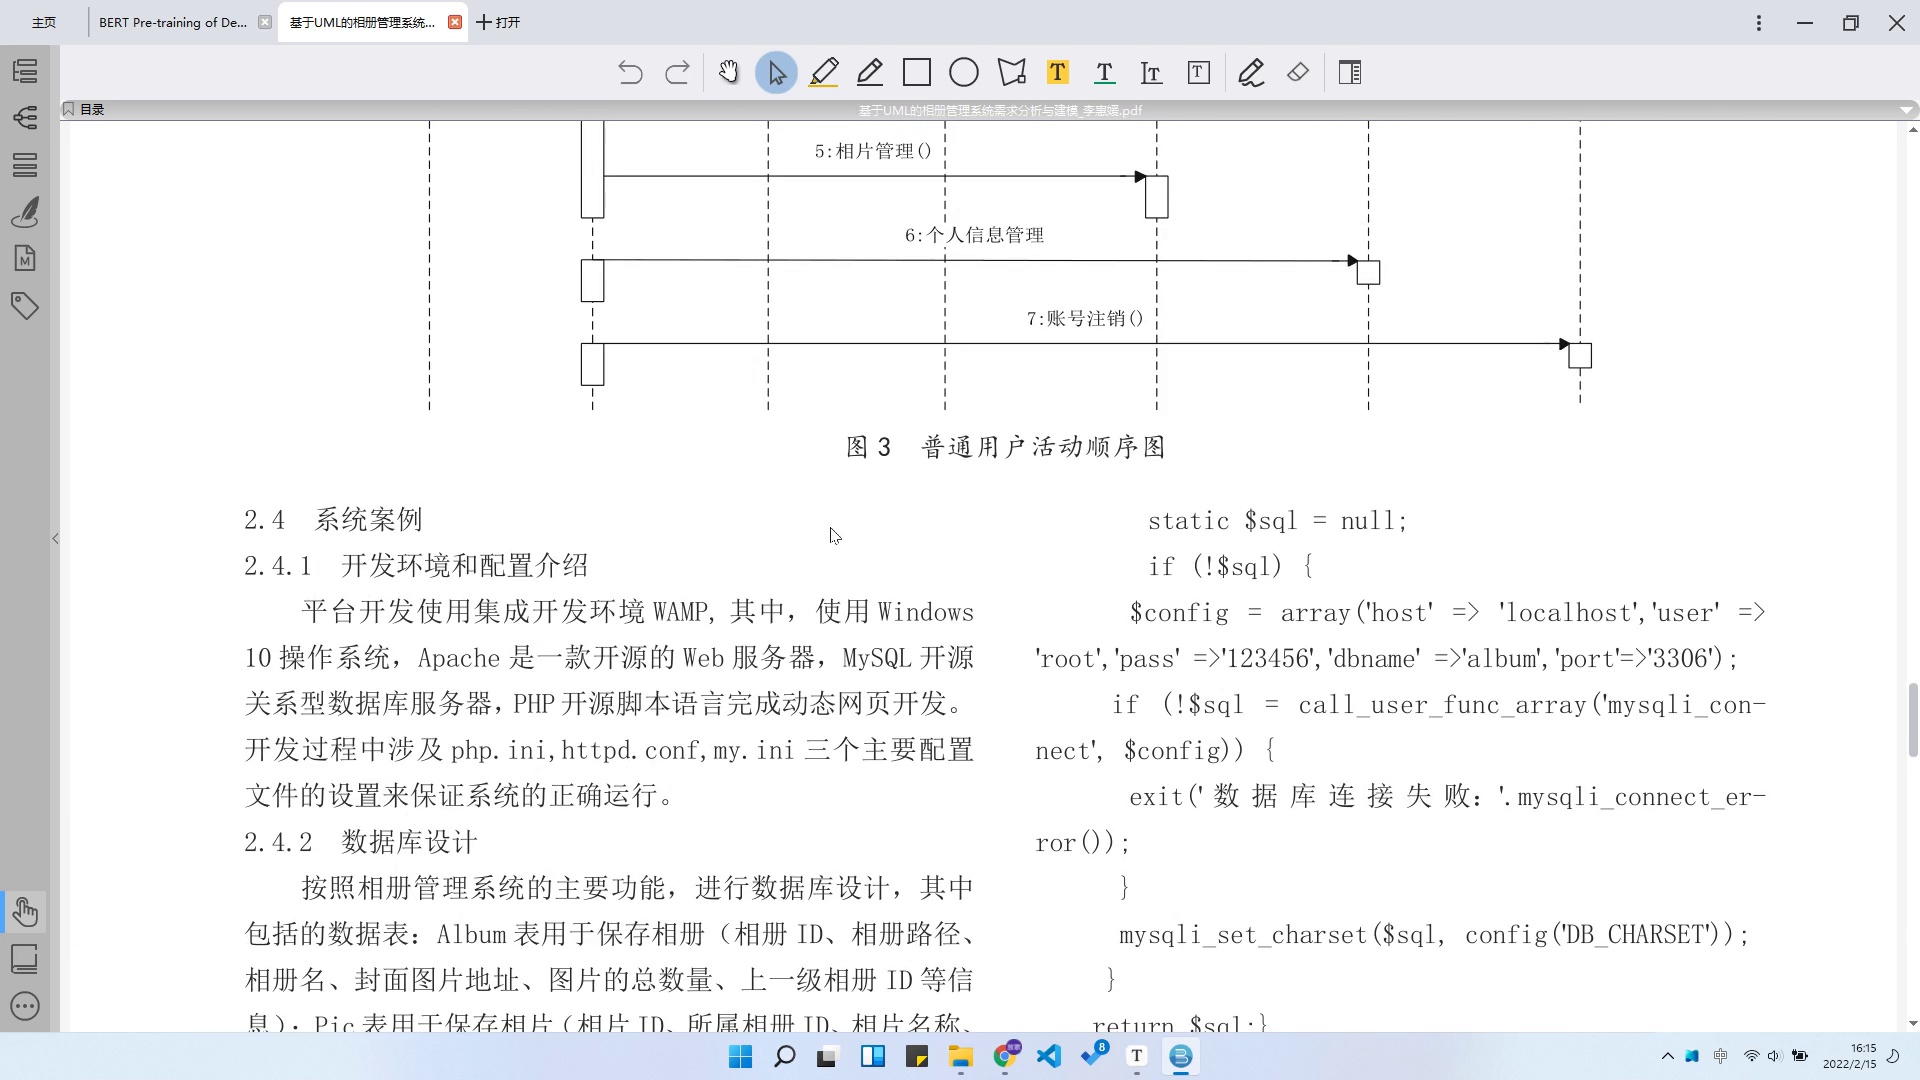 主页
BERT Pre-training of De...
基于UML的相册管理系统...
打开
目录
基于UML的相册管理系统需求分析与建模_李惠嫒.pdf
5:相片管理()
6:个人信息管理
7:账号注销()
图 3 普通用户活动顺序图
2.4 系统案例
2.4.1 开发环境和配置介绍
平台开发使用集成开发环境 WAMP, 其中，使用 Windows
10 操作系统，Apache 是一款开源的 Web 服务器，MySQL 开源
关系型数据库服务器，PHP 开源脚本语言完成动态网页开发。
开发过程中涉及 php.ini,httpd.conf,my.ini 三个主要配置
文件的设置来保证系统的正确运行。
2.4.2 数据库设计
按照相册管理系统的主要功能，进行数据库设计，其中
包括的数据表：Album 表用于保存相册（相册 ID、相册路径、
相册名、封面图片地址、图片的总数量、上一级相册 ID 等信
息）；Pic 表用于保存相片（相片 ID、所属相册 ID、相片名称、
static $sql = null;
if (!$sql) {
$config = array('host' => 'localhost','user' =>
'root','pass' =>'123456','dbname' =>'album','port'=>'3306');
if (!$sql = call_user_func_array('mysqli_con-
nect', $config)) {
exit('数据库连接失败：'.mysqli_connect_er-
ror());
}
mysqli_set_charset($sql, config('DB_CHARSET'));
}
return $sql;}
8
中
16:15
2022/2/15